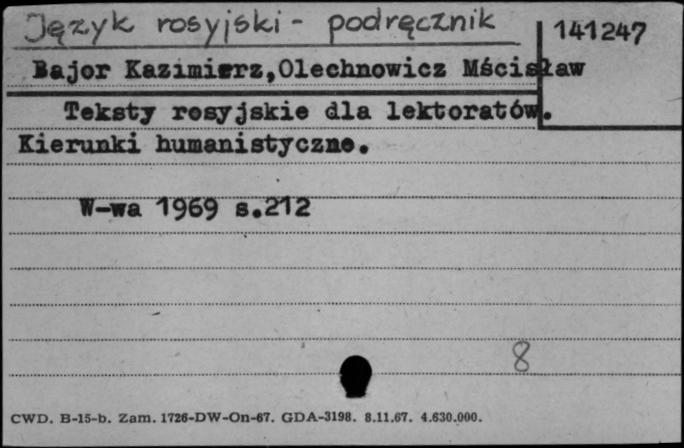 Język rosyjski - podręcznik
141247
Bajor Kazimierz,Olechnowicz Mścisław
Teksty rosyjskie dla lektoratów.
Kierunki humanistyczne.
W-wa 1969 s.212
8
CWD. B-15-b. Zam. 1726-DW-On-67. GDA-3198. 8.11.67. 4.630.000.